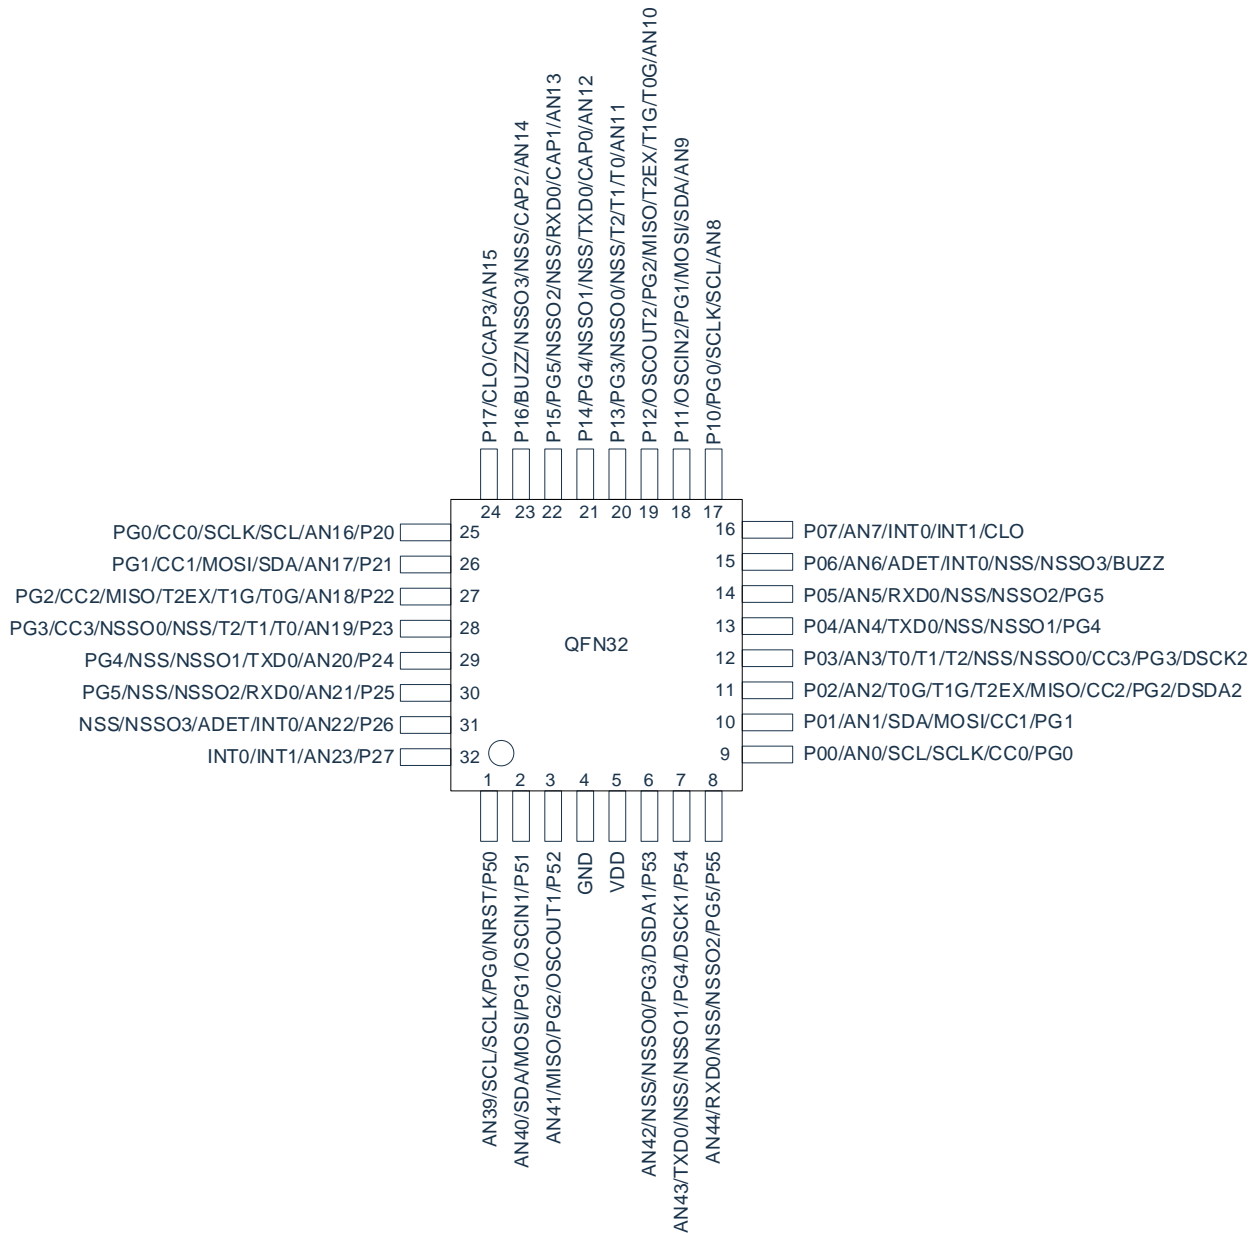 P17/CLO/CAP3/AN15
P16/BUZZ/NSSO3/NSS/CAP2/AN14
P15/PG5/NSSO2/NSS/RXD0/CAP1/AN13
P14/PG4/NSSO1/NSS/TXD0/CAP0/AN12
P13/PG3/NSSO0/NSS/T2/T1/T0/AN11
P12/OSCOUT2/PG2/MISO/T2EX/T1G/T0G/AN10
P11/OSCIN2/PG1/MOSI/SDA/AN9
P10/PG0/SCLK/SCL/AN8
24 23 22 21 20 19 18 17
PG0/CC0/SCLK/SCL/AN16/P20 25
PG1/CC1/MOSI/SDA/AN17/P21 26
PG2/CC2/MISO/T2EX/T1G/T0G/AN18/P22 27
PG3/CC3/NSSO0/NSS/T2/T1/T0/AN19/P23 28
PG4/NSS/NSSO1/TXD0/AN20/P24 29
PG5/NSS/NSSO2/RXD0/AN21/P25 30
NSS/NSSO3/ADET/INT0/AN22/P26 31
INT0/INT1/AN23/P27 32
QFN32
16 P07/AN7/INT0/INT1/CLO
15 P06/AN6/ADET/INT0/NSS/NSSO3/BUZZ
14 P05/AN5/RXD0/NSS/NSSO2/PG5
13 P04/AN4/TXD0/NSS/NSSO1/PG4
12 P03/AN3/T0/T1/T2/NSS/NSSO0/CC3/PG3/DSCK2
11 P02/AN2/T0G/T1G/T2EX/MISO/CC2/PG2/DSDA2
10 P01/AN1/SDA/MOSI/CC1/PG1
9 P00/AN0/SCL/SCLK/CC0/PG0
1 2 3 4 5 6 7 8
AN39/SCL/SCLK/PG0/NRST/P50
AN40/SDA/MOSI/PG1/OSCIN1/P51
AN41/MISO/PG2/OSCOUT1/P52
GND
VDD
AN42/NSS/NSSO0/PG3/DSDA1/P53
AN43/TXD0/NSS/NSSO1/PG4/DSCK1/P54
AN44/RXD0/NSS/NSSO2/PG5/P55